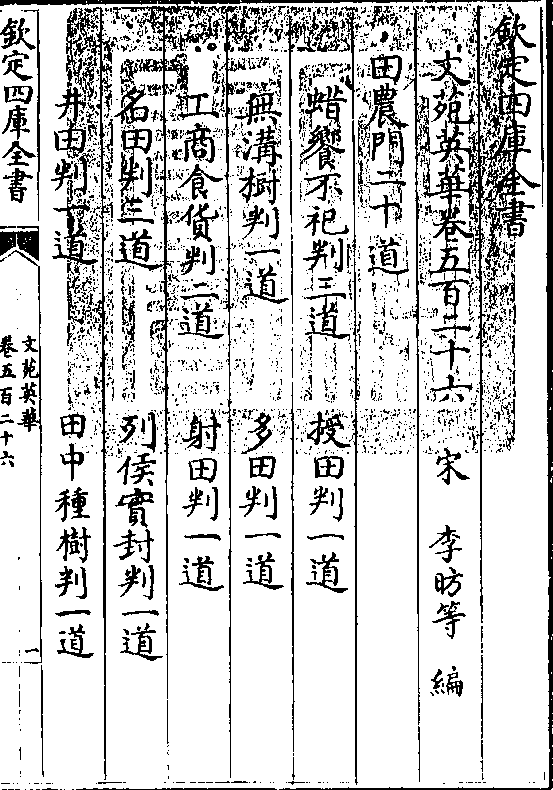 欽定四庫全書
文苑英華卷五百二十六 宋 李昉等 編
田農門二十道
蜡饗不祀判三道 授田判一道
無溝樹判一道 多田判一道
工商食貨判二道 射田判一道
名田判三道 列侯實封判一道
井田判一道 田中種樹判一道
欽定四庫全書
文苑英華
卷五百二十六
一